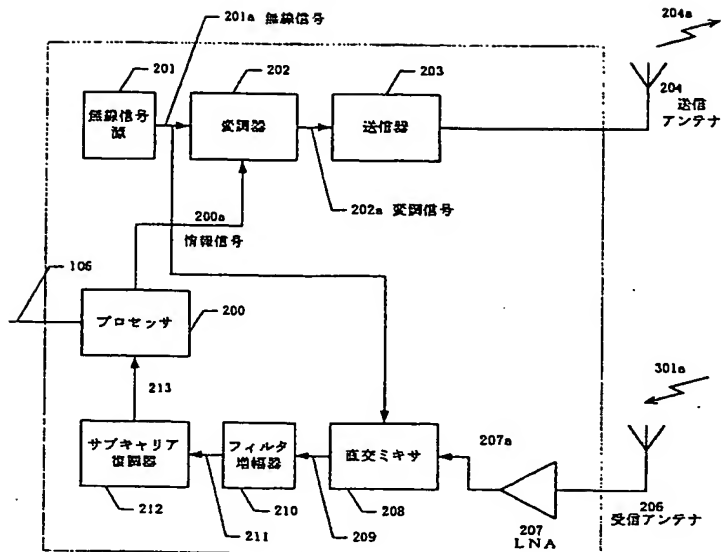 204a
201a 無線信号
201
202
203
無線信号
源
変調器
送信器
204
送信
アンテナ
202a 変調信号
200a
情報信号
106
プロセッサ
200
213
301a
サブキャリア
復調器
フィルタ
増幅器
直交ミキサ
207a
212
211
210
209
208
207
LNA
206
受信アンテナ